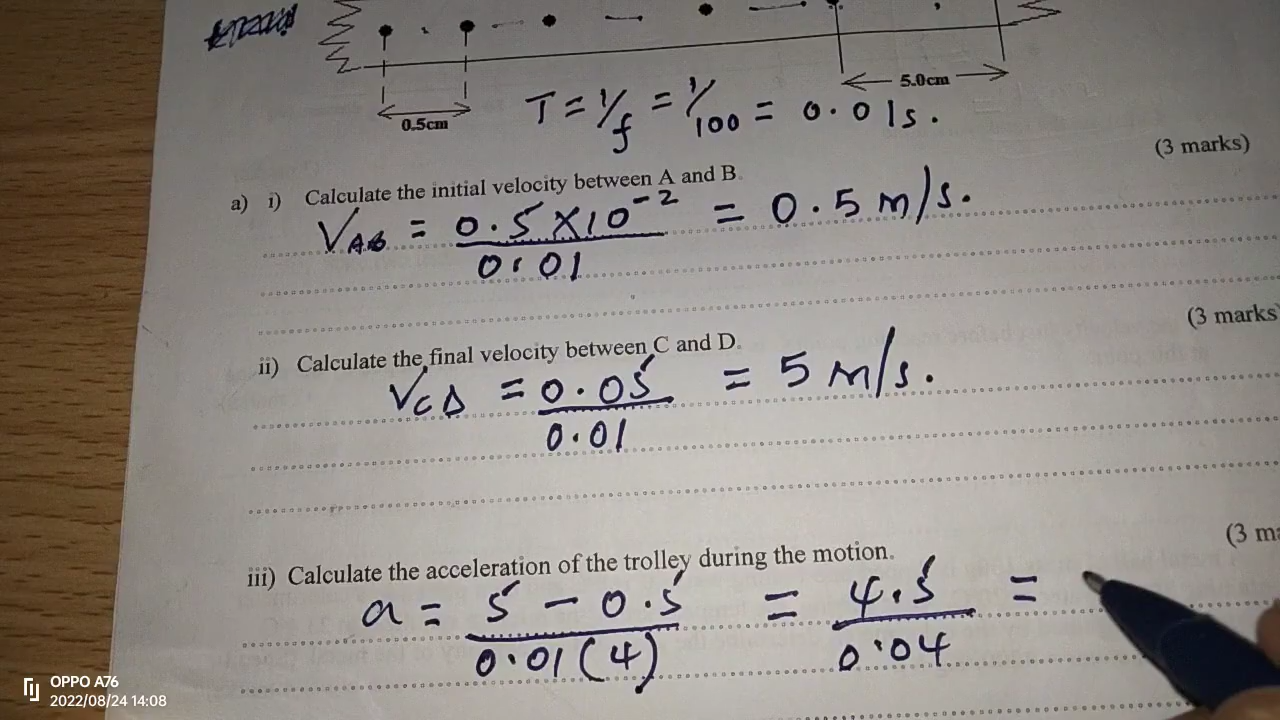 0.5cm
5.0cm
T = 1/f = 1/100 = 0.01s.
(3 marks)
a) i) Calculate the initial velocity between A and B.
VAB = 0.5 X10-2 / 0.01 = 0.5 m/s.
(3 marks
ii) Calculate the final velocity between C and D.
VCD = 0.05 / 0.01 = 5 m/s.
(3 ma
iii) Calculate the acceleration of the trolley during the motion.
a = 5 - 0.5 / 0.01(4) = 4.5 / 0.04 =
OPPO A76
2022/08/24 14:08